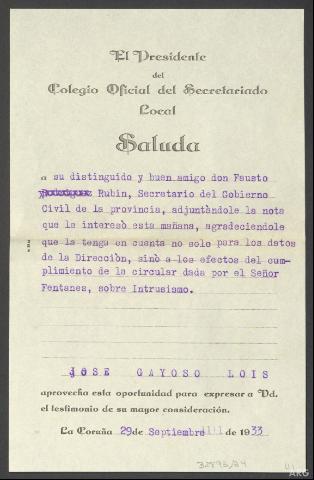 El Presidente
del
Colegio Oficial del Secretariado
Local
Saluda
a su distinguido y buen amigo don Fausto
Rubin, Secretario del Gobierno
Civil de la provincia, adjuntándole la nota
que la interesó esta mañana, agradeciendole
que la tenga en cuenta no solo para los datos
de la Dirección, sinó a los efectos del cum-
plimiento de la circular dada por el Señor
Fentanes, sobre Intrusismo.
JOSE GAYOSO LOIS
aprovecha esta oportunidad para expresar a Vd.
el testimonio de su mayor consideración.
La Coruña 29 de Septiembre de 1933
ARG